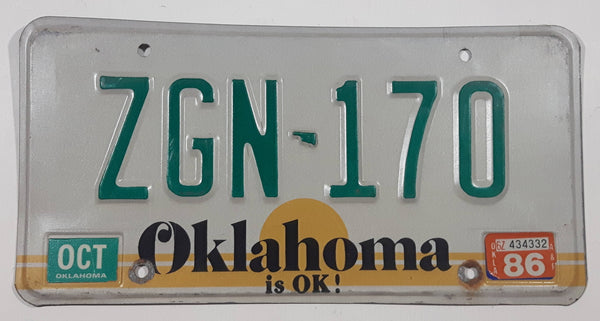 ZGN-170
OCT
OKLAHOMA
Oklahoma
is OK!
434332
86